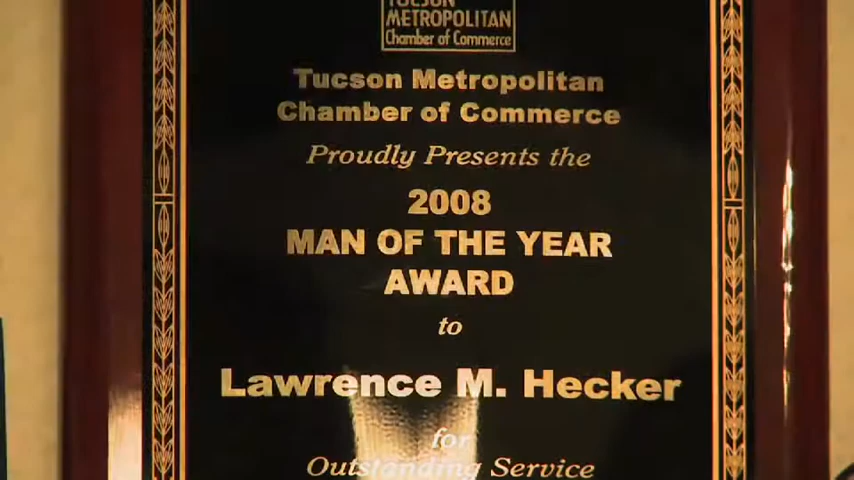 TUCSON
METROPOLITAN
Chamber of Commerce
Tucson Metropolitan
Chamber of Commerce
Proudly Presents the
2008
MAN OF THE YEAR
AWARD
to
Lawrence M. Hecker
for
Outstanding Service